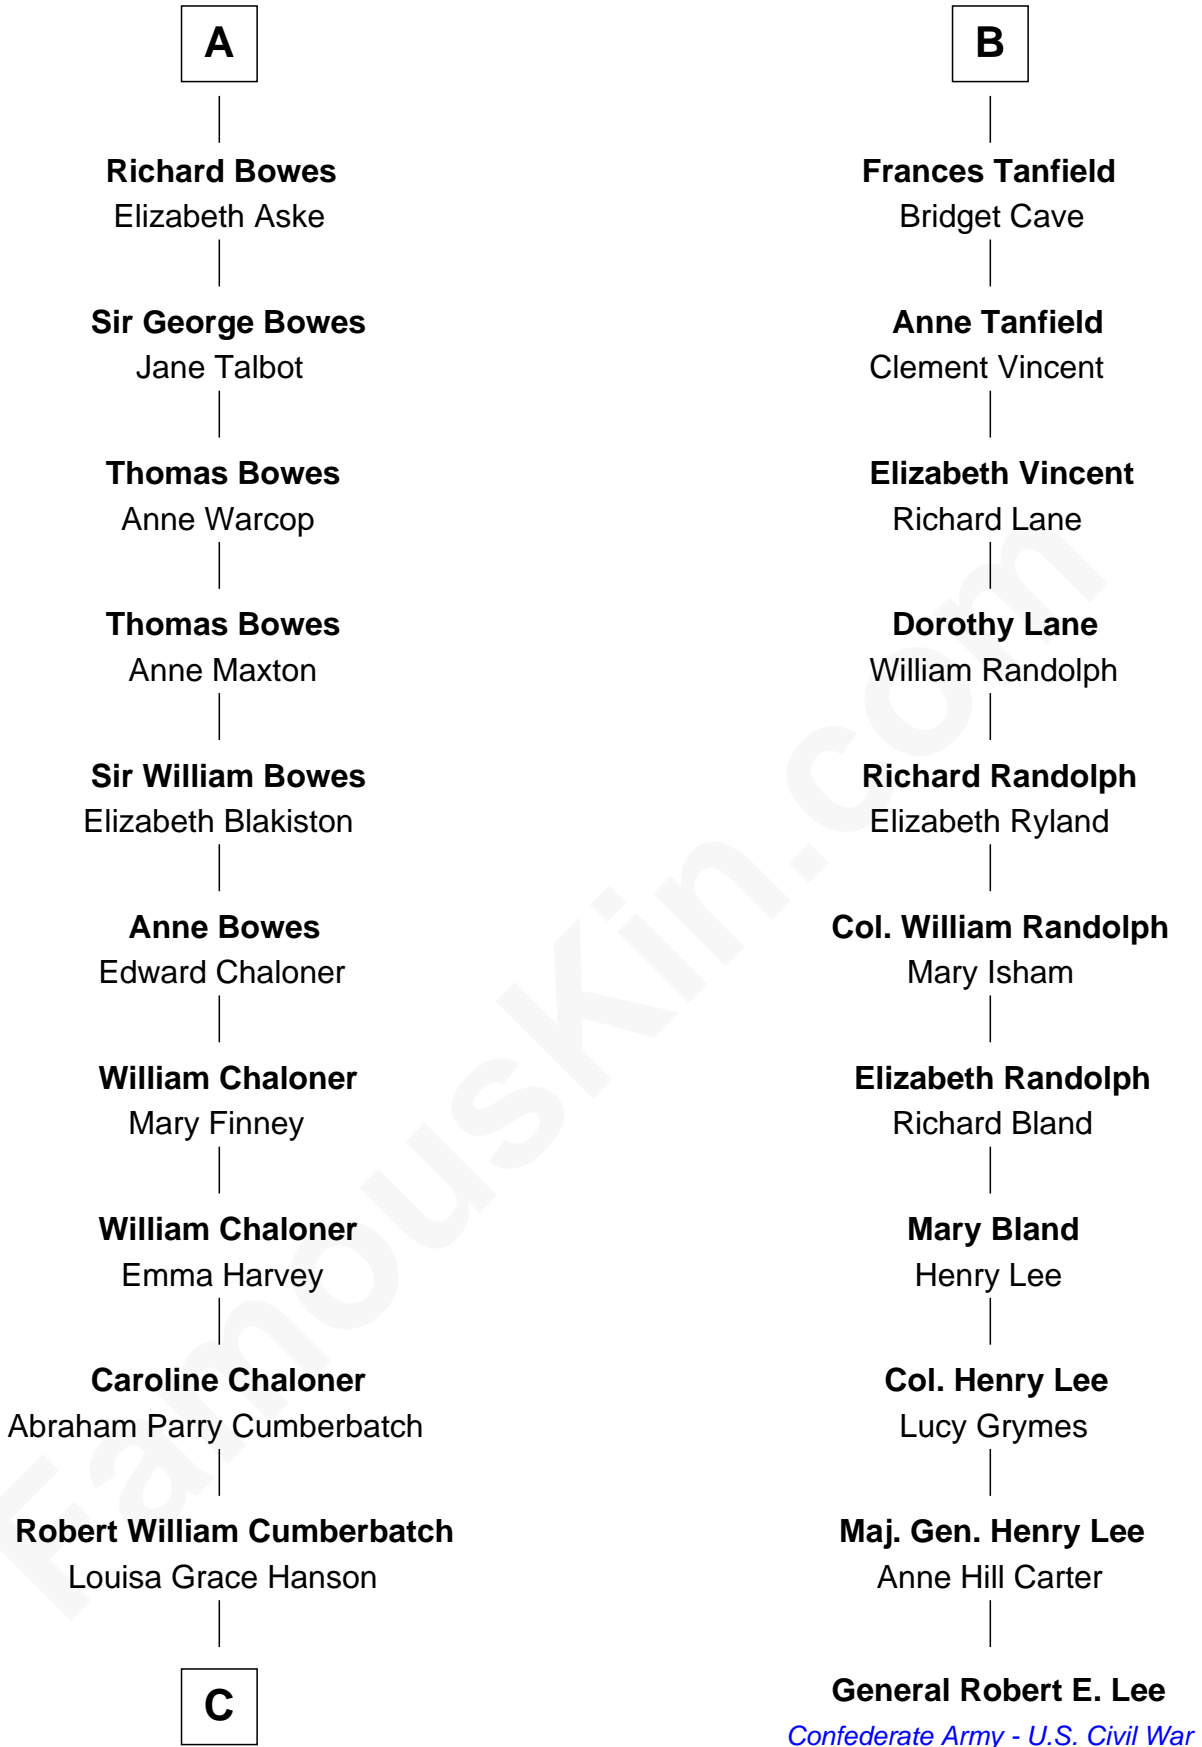 A
Richard Bowes
Elizabeth Aske
Sir George Bowes
Jane Talbot
Thomas Bowes
Anne Warcop
Thomas Bowes
Anne Maxton
Sir William Bowes
Elizabeth Blakiston
Anne Bowes
Edward Chaloner
William Chaloner
Mary Finney
William Chaloner
Emma Harvey
Caroline Chaloner
Abraham Parry Cumberbatch
Robert William Cumberbatch
Louisa Grace Hanson
C
B
Frances Tanfield
Bridget Cave
Anne Tanfield
Clement Vincent
Elizabeth Vincent
Richard Lane
Dorothy Lane
William Randolph
Richard Randolph
Elizabeth Ryland
Col. William Randolph
Mary Isham
Elizabeth Randolph
Richard Bland
Mary Bland
Henry Lee
Col. Henry Lee
Lucy Grymes
Maj. Gen. Henry Lee
Anne Hill Carter
General Robert E. Lee
Confederate Army - U.S. Civil War
FamousKin.com